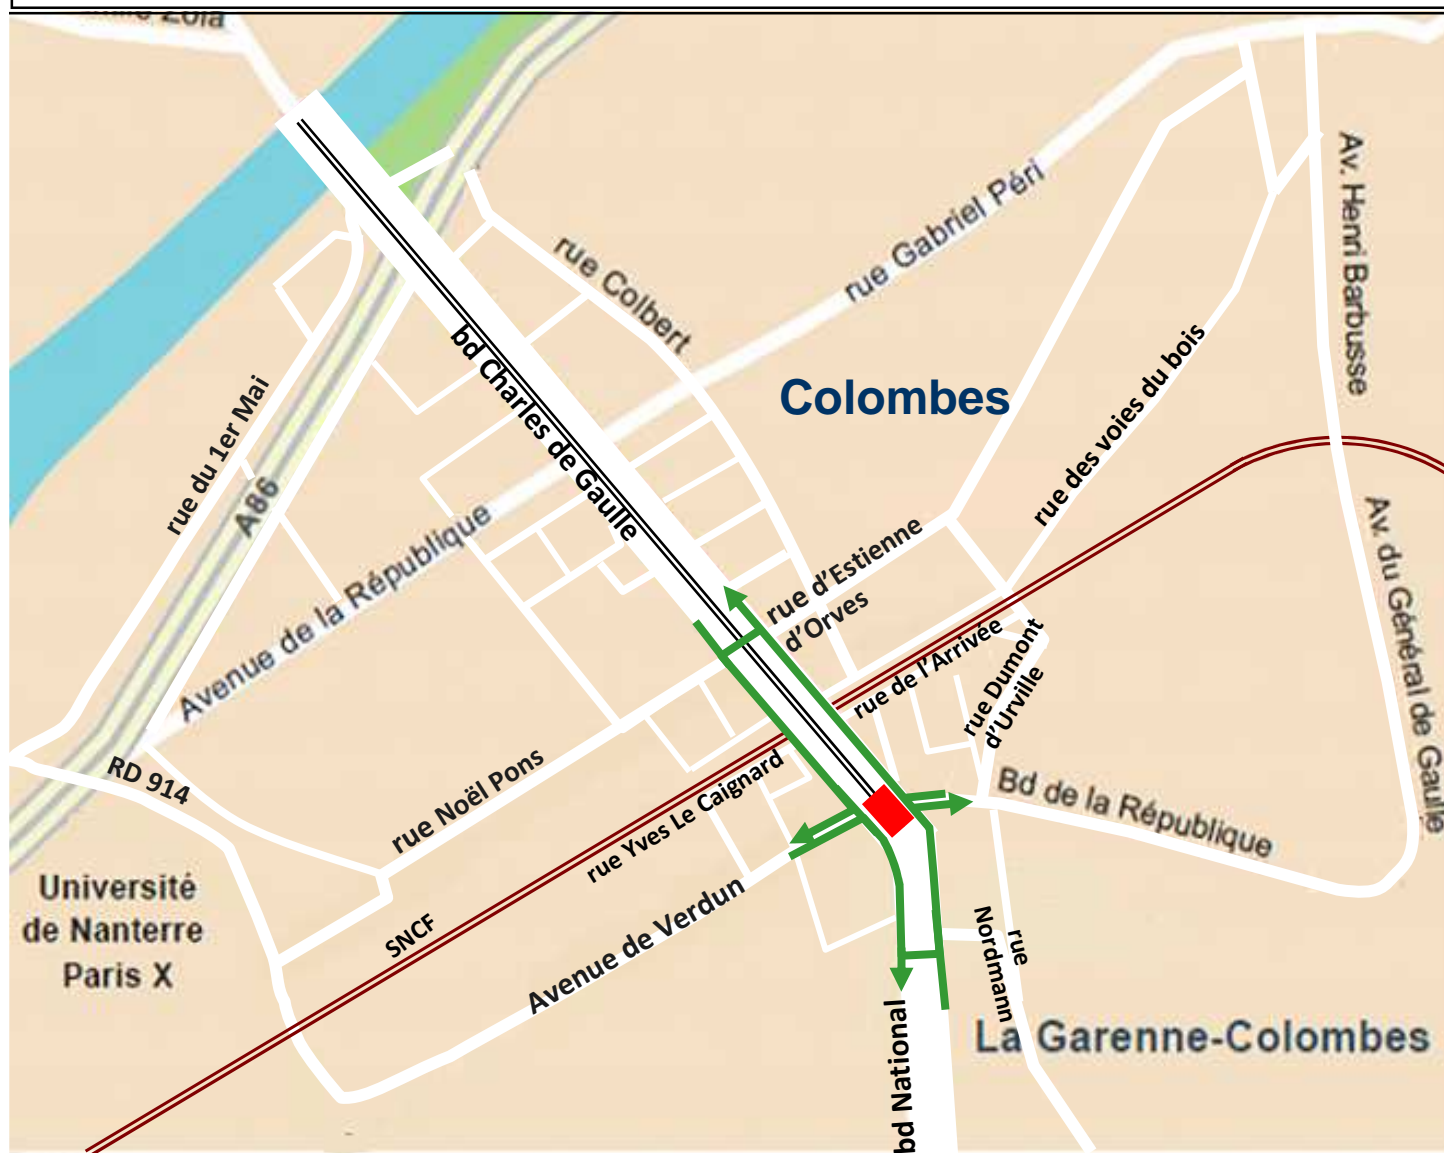 Zola
rue Colbert
rue Gabriel Péri
Av. Henri Barbusse
bd Charles de Gaulle
Colombes
rue des voies du bois
rue du 1er Mai
A86
Avenue de la République
rue d'Estienne
d'Orves
Av. du Général de Gaulle
rue de l'Arrivée
rue Dumont
d'Urville
RD 914
rue Noël Pons
rue Yves Le Caignard
Bd de la République
Université
de Nanterre
Paris X
SNCF
Avenue de Verdun
rue
Nordmann
bd National
La Garenne-Colombes